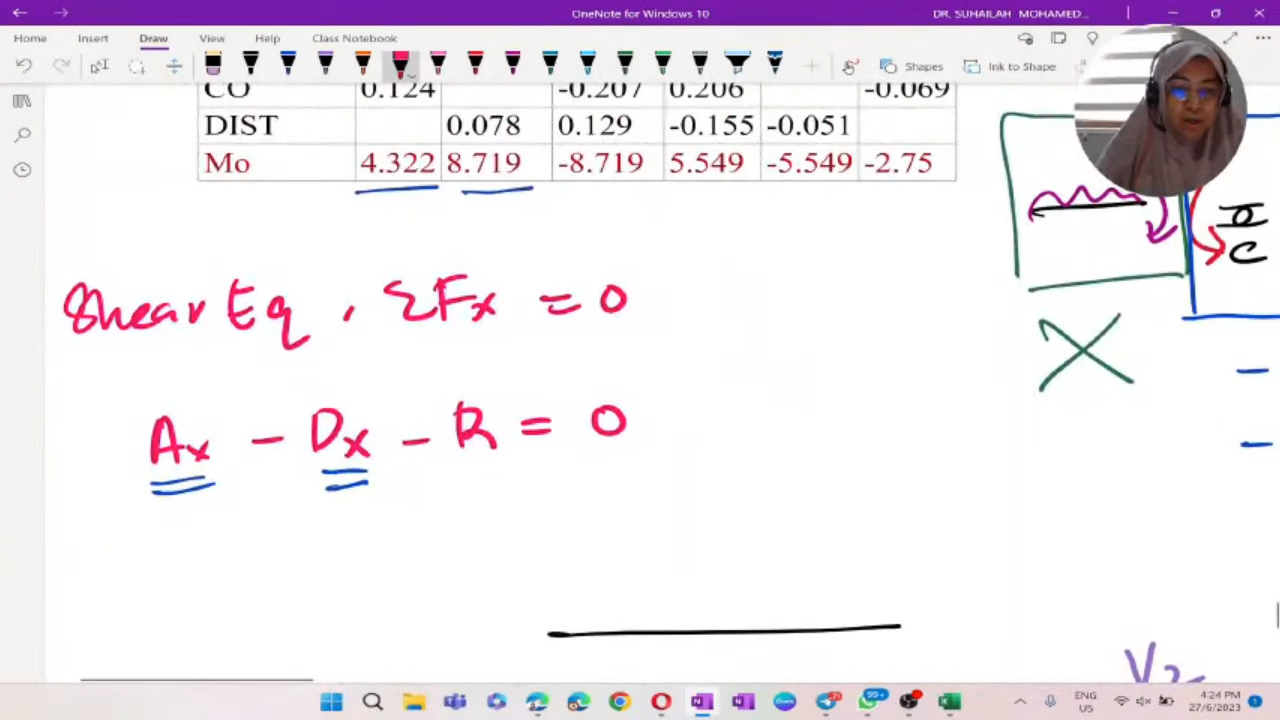 OneNote for Windows 10
DR. SUHAILAH MOHAMED...
Home Insert Draw View Help Class Notebook
Shapes Ink to Shape
CO 0.124 -0.207 0.206 -0.069
DIST 0.078 0.129 -0.155 -0.051
Mo 4.322 8.719 -8.719 5.549 -5.549 -2.75
Shear Eq, ΣFx = 0
Ax - Dx - R = 0
C
ENG
US
4:24 PM
27/6/2023
99+